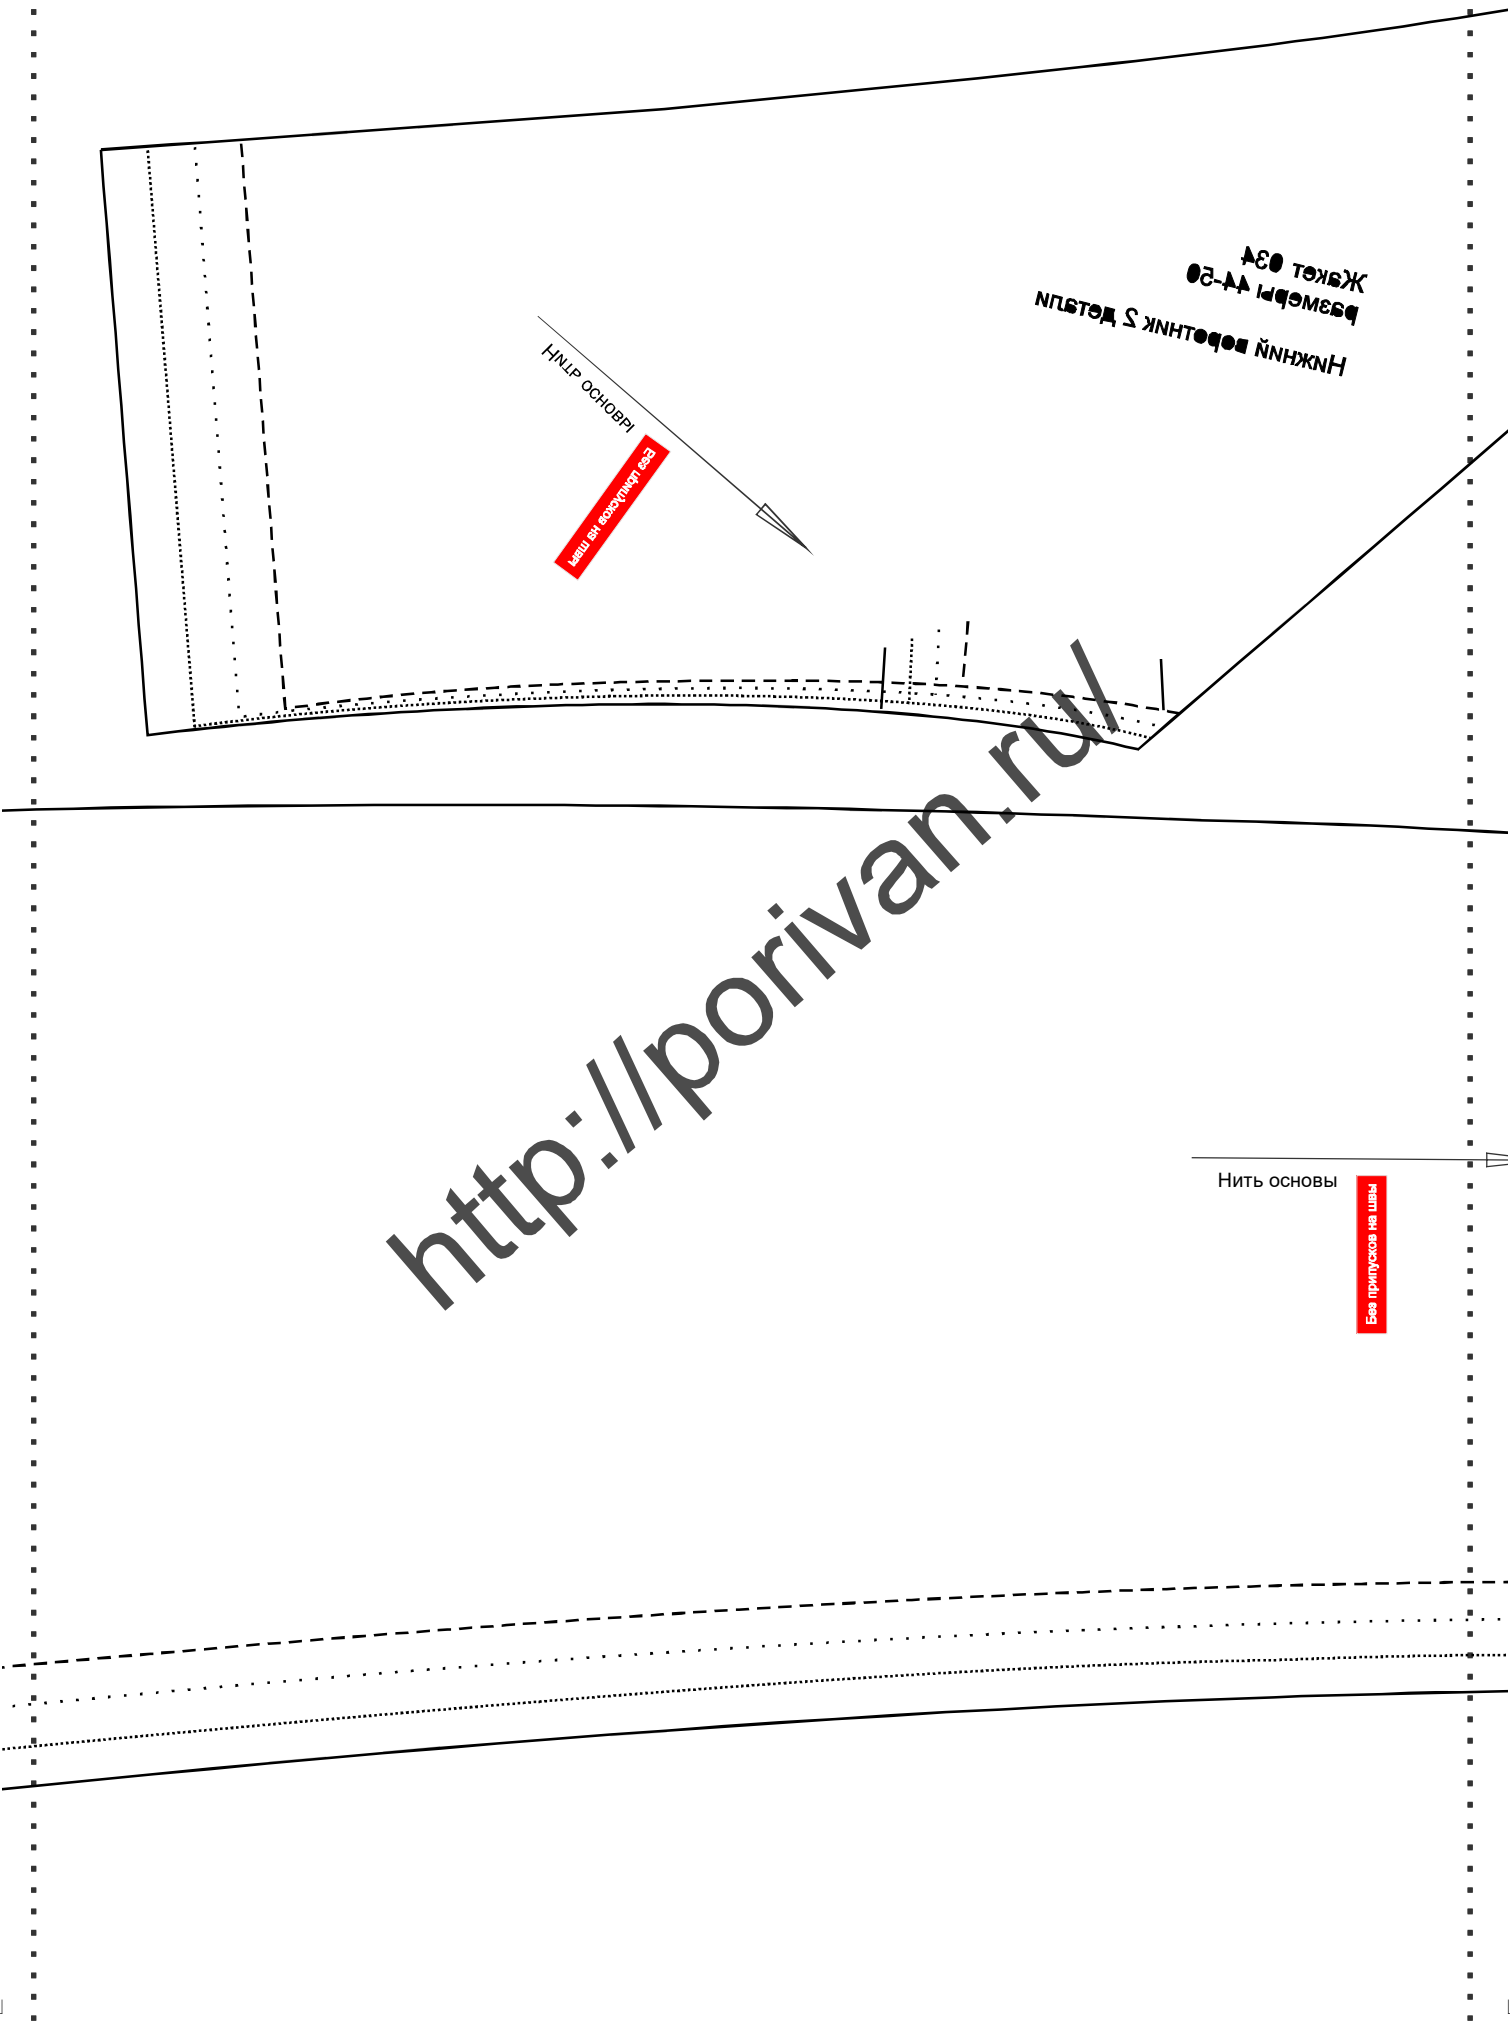 Жакет 034
размеры 44-50
Нижний воротник 2 детали
Нить основы
Без припусков на швы
http://porivan.ru/
Нить основы
Без припусков на швы